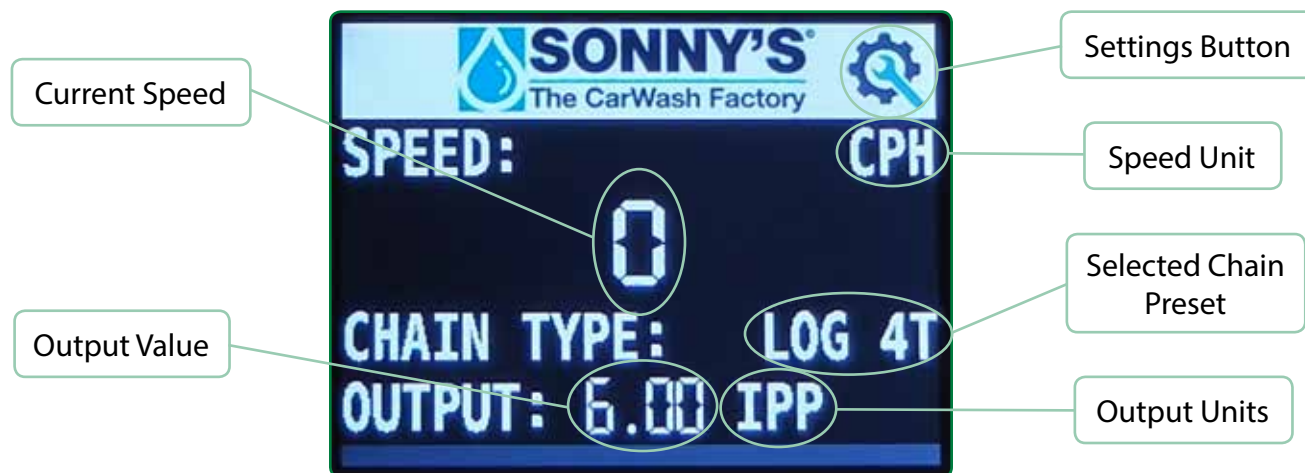 SONNY'S®
The CarWash Factory
Settings Button
Current Speed
SPEED:
CPH
Speed Unit
0
Selected Chain
Preset
CHAIN TYPE: LOG 4T
Output Value
OUTPUT: 6.00 IPP
Output Units